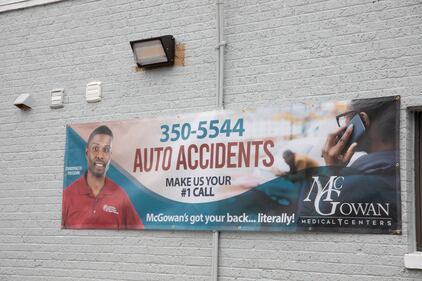 350-5544
AUTO ACCIDENTS
MAKE US YOUR
#1 CALL
McGowan's got your back... literally!
McGOWAN
MEDICAL CENTERS